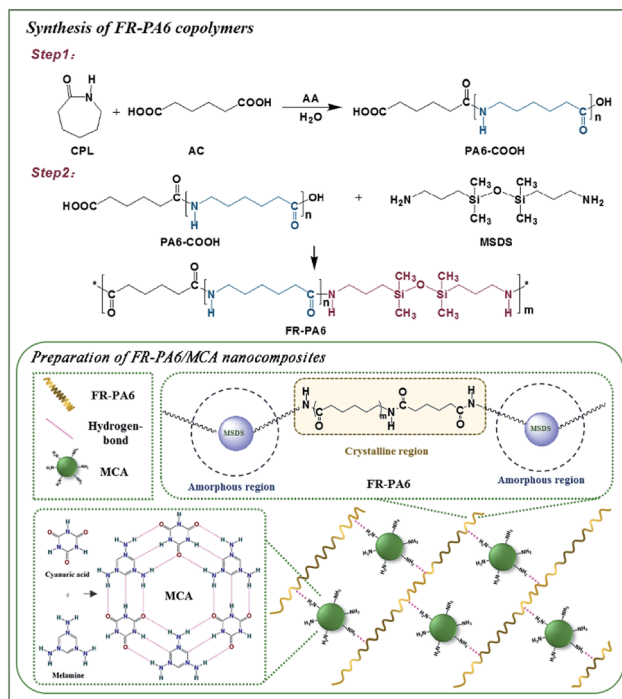 Synthesis of FR-PA6 copolymers
Step1:
O
H
N
CPL
+
HOOC
COOH
AC
AA
H₂O
HOOC
O
N
H
O
OH
n
PA6-COOH
Step2:
HOOC
O
N
H
O
OH
n
PA6-COOH
+
H₂N
CH₃
CH₃
Si
O
Si
CH₃
CH₃
NH₂
MSDS
*
O
O
N
H
O
n
N
H
CH₃
CH₃
Si
O
Si
CH₃
CH₃
N
H
*
m
FR-PA6
Preparation of FR-PA6/MCA nanocomposites
FR-PA6
Hydrogen-
bond
MCA
MSDS
Amorphous region
H
N
O
m
N
H
O
O
H
N
Crystalline region
FR-PA6
MSDS
Amorphous region
Cyanuric acid
+
Melamine
MCA